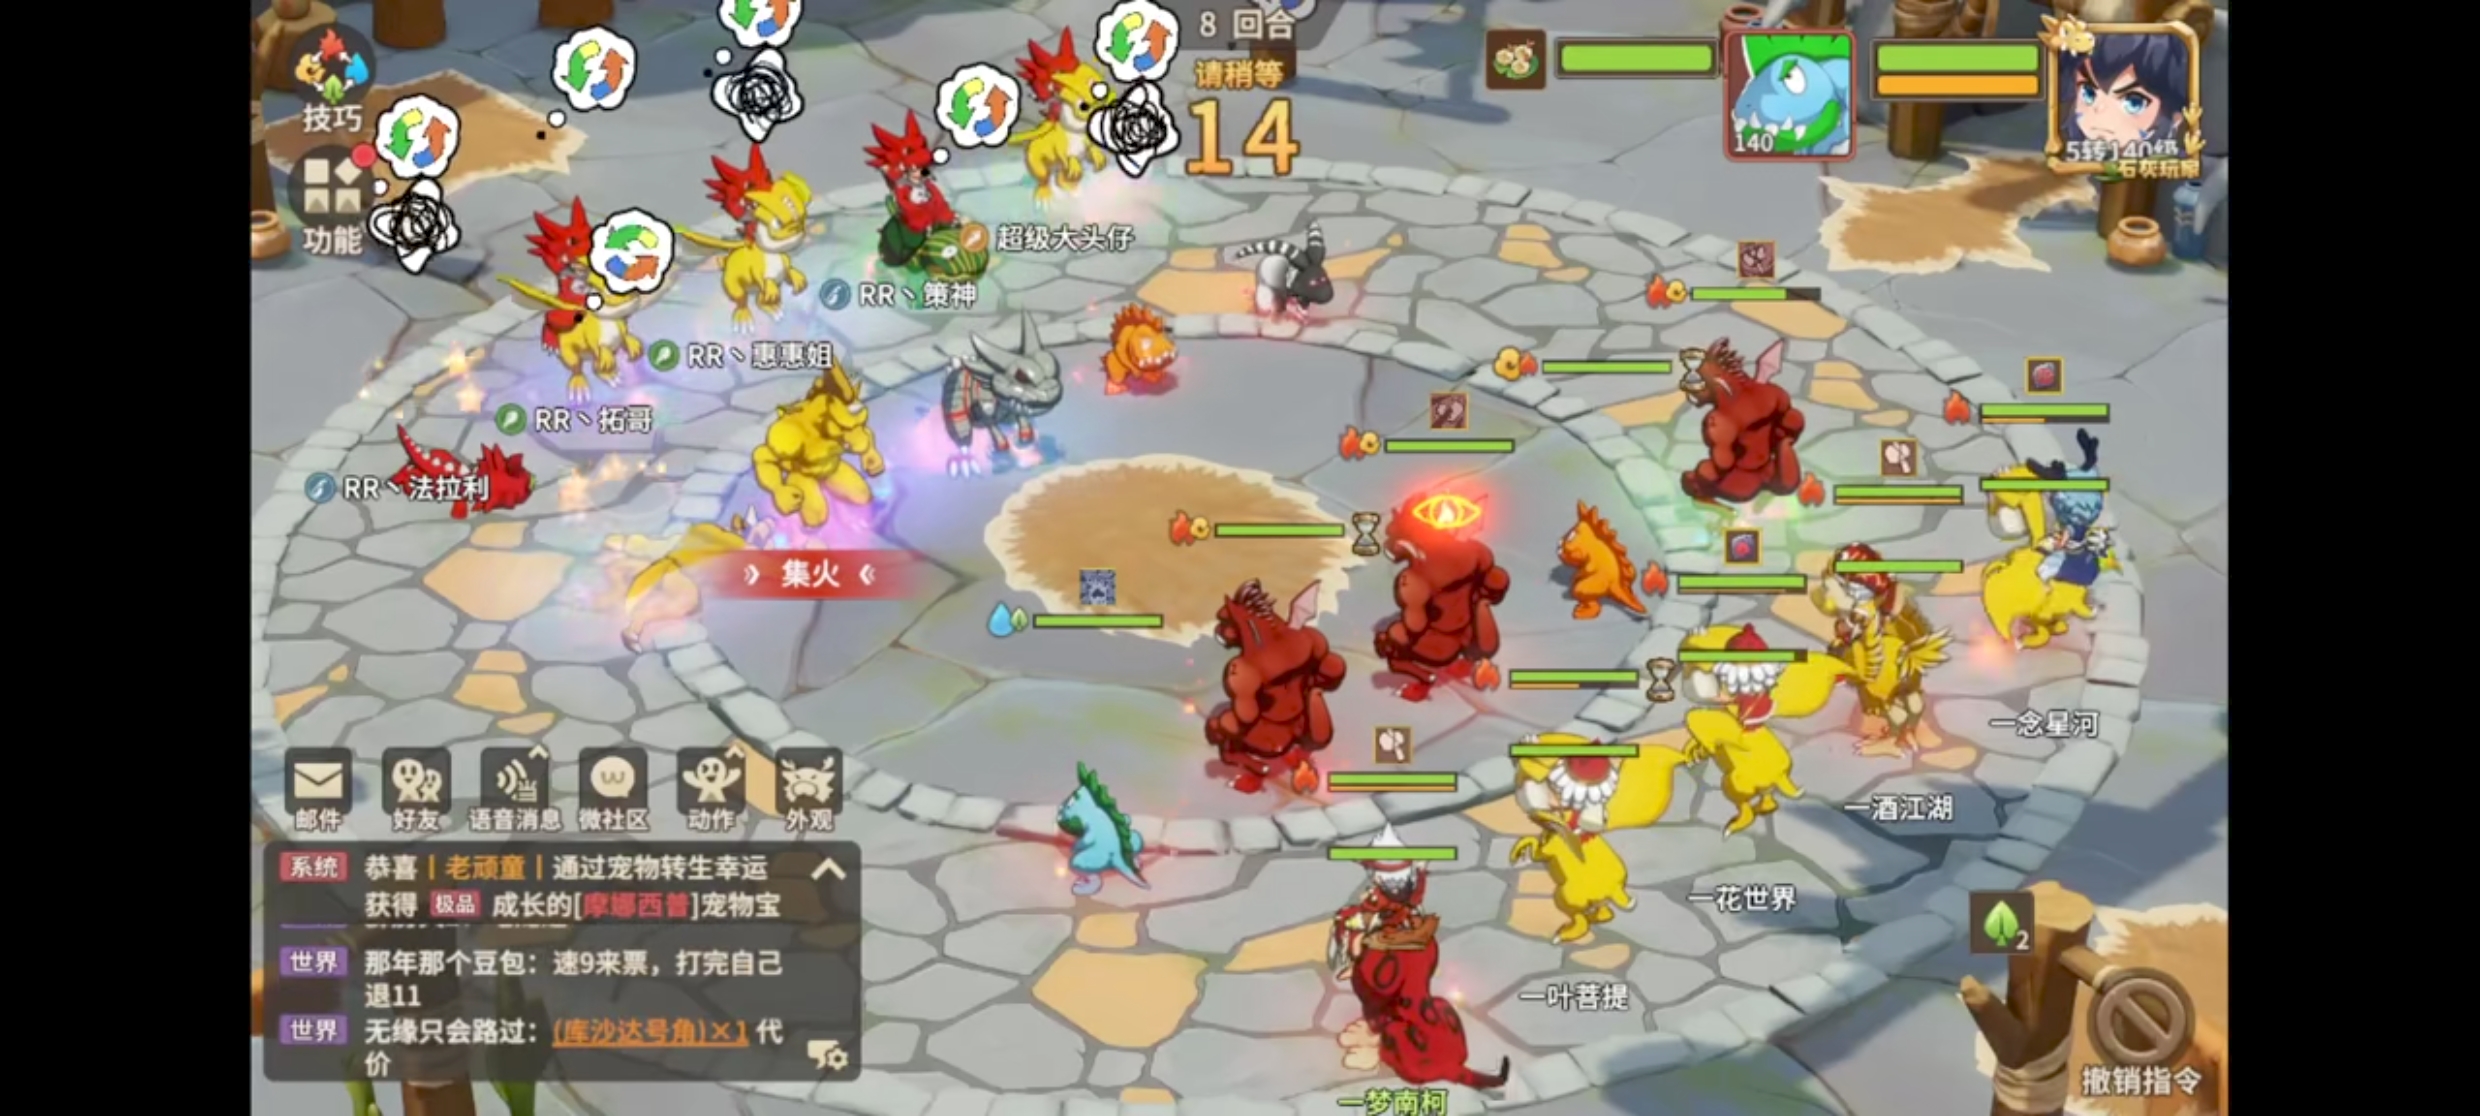 8 回合
请稍等
14
技巧
功能
140
5转140级
石灰玩家
超级大头仔
RR丶策神
RR丶惠惠姐
RR丶拓哥
RR丶法拉利
集火
一念星河
一酒江湖
一花世界
一叶菩提
一梦南柯
邮件
好友
语音消息
微社区
动作
外观
系统 恭喜丨老顽童丨通过宠物转生幸运
获得 极品 成长的[摩娜西普]宠物宝
世界 那年那个豆包：速9来票，打完自己
退11
世界 无缘只会路过：(库沙达号角)×1 代
价
2
撤销指令